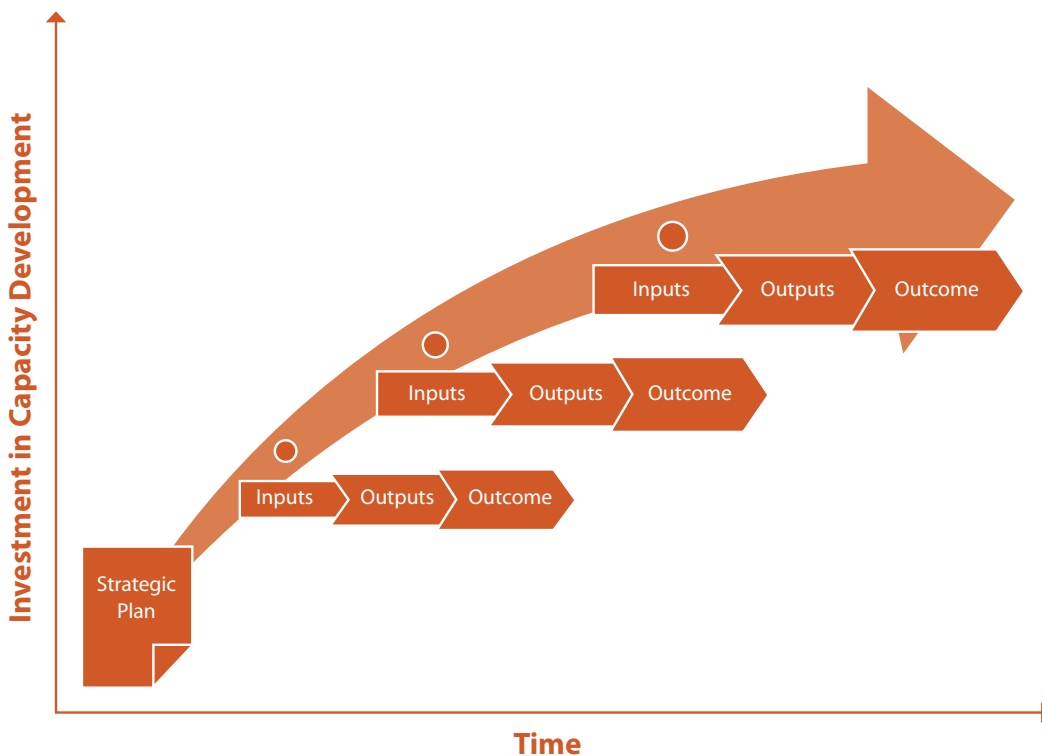 Investment in Capacity Development
Inputs Outputs Outcome
Inputs Outputs Outcome
Inputs Outputs Outcome
Strategic
Plan
Time